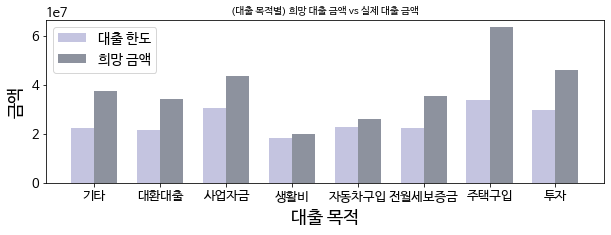 (대출 목적별) 희망 대출 금액 vs 실제 대출 금액
1e7
6
4
2
0
금액
대출 한도
희망 금액
기타 대환대출 사업자금 생활비 자동차구입 전월세보증금 주택구입 투자
대출 목적